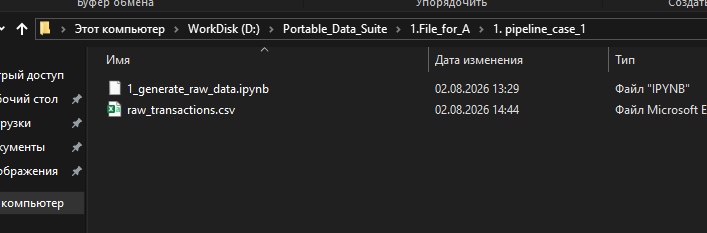 Буфер обмена Упорядочить Создать
Этот компьютер > WorkDisk (D:) > Portable_Data_Suite > 1.File_for_A > 1. pipeline_case_1
Имя Дата изменения Тип
трый доступ 1_generate_raw_data.ipynb 02.08.2026 13:29 Файл "IPYNB"
бочий стол raw_transactions.csv 02.08.2026 14:44 Файл Microsoft E
грузки
кументы
ображения
компьютер